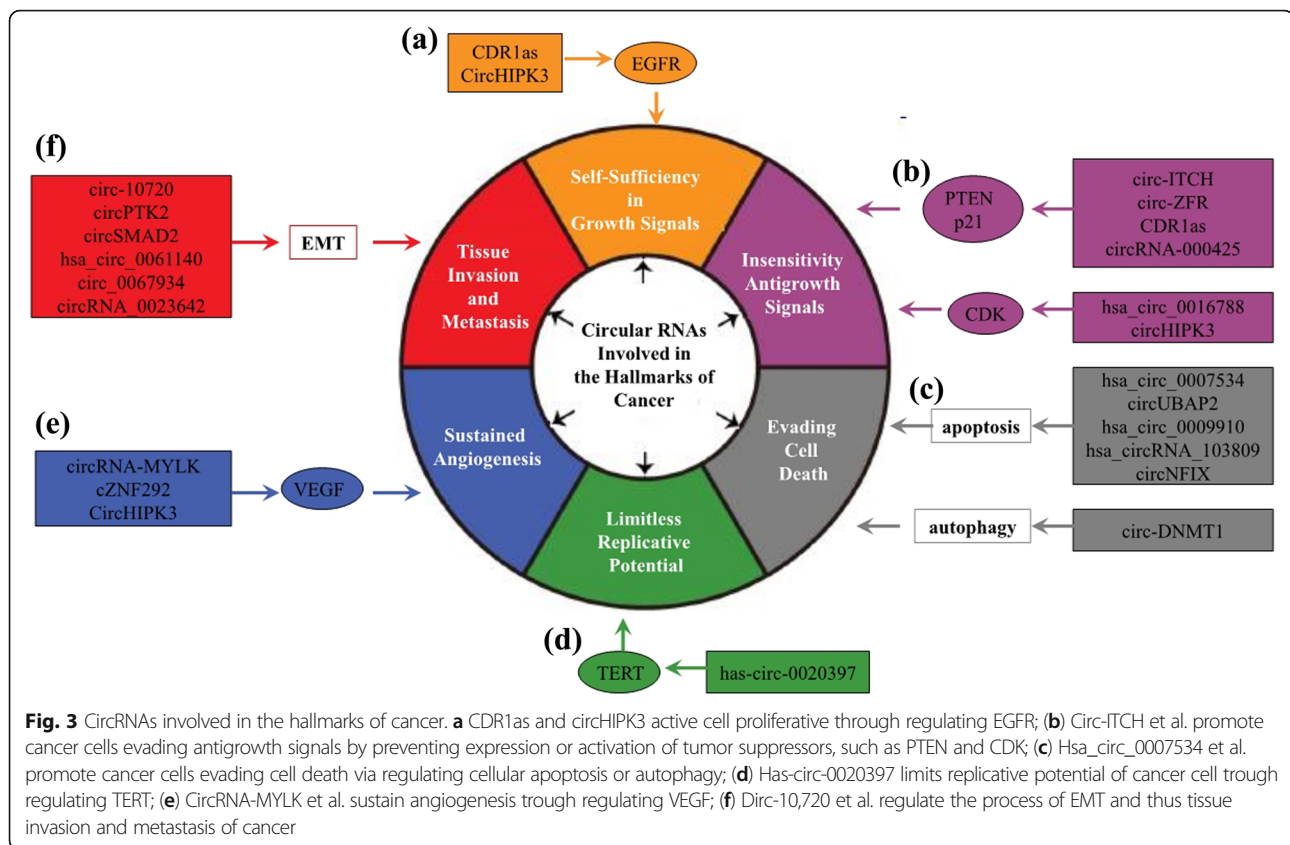 (a)
CDR1as
CircHIPK3
EGFR
(f)
circ-10720
circPTK2
circSMAD2
hsa_circ_0061140
circ_0067934
circRNA_0023642
EMT
Self-Sufficiency
in
Growth Signals
(b)
PTEN
p21
circ-ITCH
circ-ZFR
CDR1as
circRNA-000425
Tissue
Invasion
and
Metastasis
Insensitivity
Antigrowth
Signals
CDK
hsa_circ_0016788
circHIPK3
Circular RNAs
Involved in
the Hallmarks of
Cancer
(c)
apoptosis
hsa_circ_0007534
circUBAP2
hsa_circ_0009910
hsa_circRNA_103809
circNFIX
(e)
circRNA-MYLK
cZNF292
CircHIPK3
VEGF
Sustained
Angiogenesis
Evading
Cell
Death
autophagy
circ-DNMT1
Limitless
Replicative
Potential
(d)
TERT
has-circ-0020397
Fig. 3 CircRNAs involved in the hallmarks of cancer. a CDR1as and circHIPK3 active cell proliferative through regulating EGFR; (b) Circ-ITCH et al. promote
cancer cells evading antigrowth signals by preventing expression or activation of tumor suppressors, such as PTEN and CDK; (c) Hsa_circ_0007534 et al.
promote cancer cells evading cell death via regulating cellular apoptosis or autophagy; (d) Has-circ-0020397 limits replicative potential of cancer cell trough
regulating TERT; (e) CircRNA-MYLK et al. sustain angiogenesis trough regulating VEGF; (f) Dirc-10,720 et al. regulate the process of EMT and thus tissue
invasion and metastasis of cancer